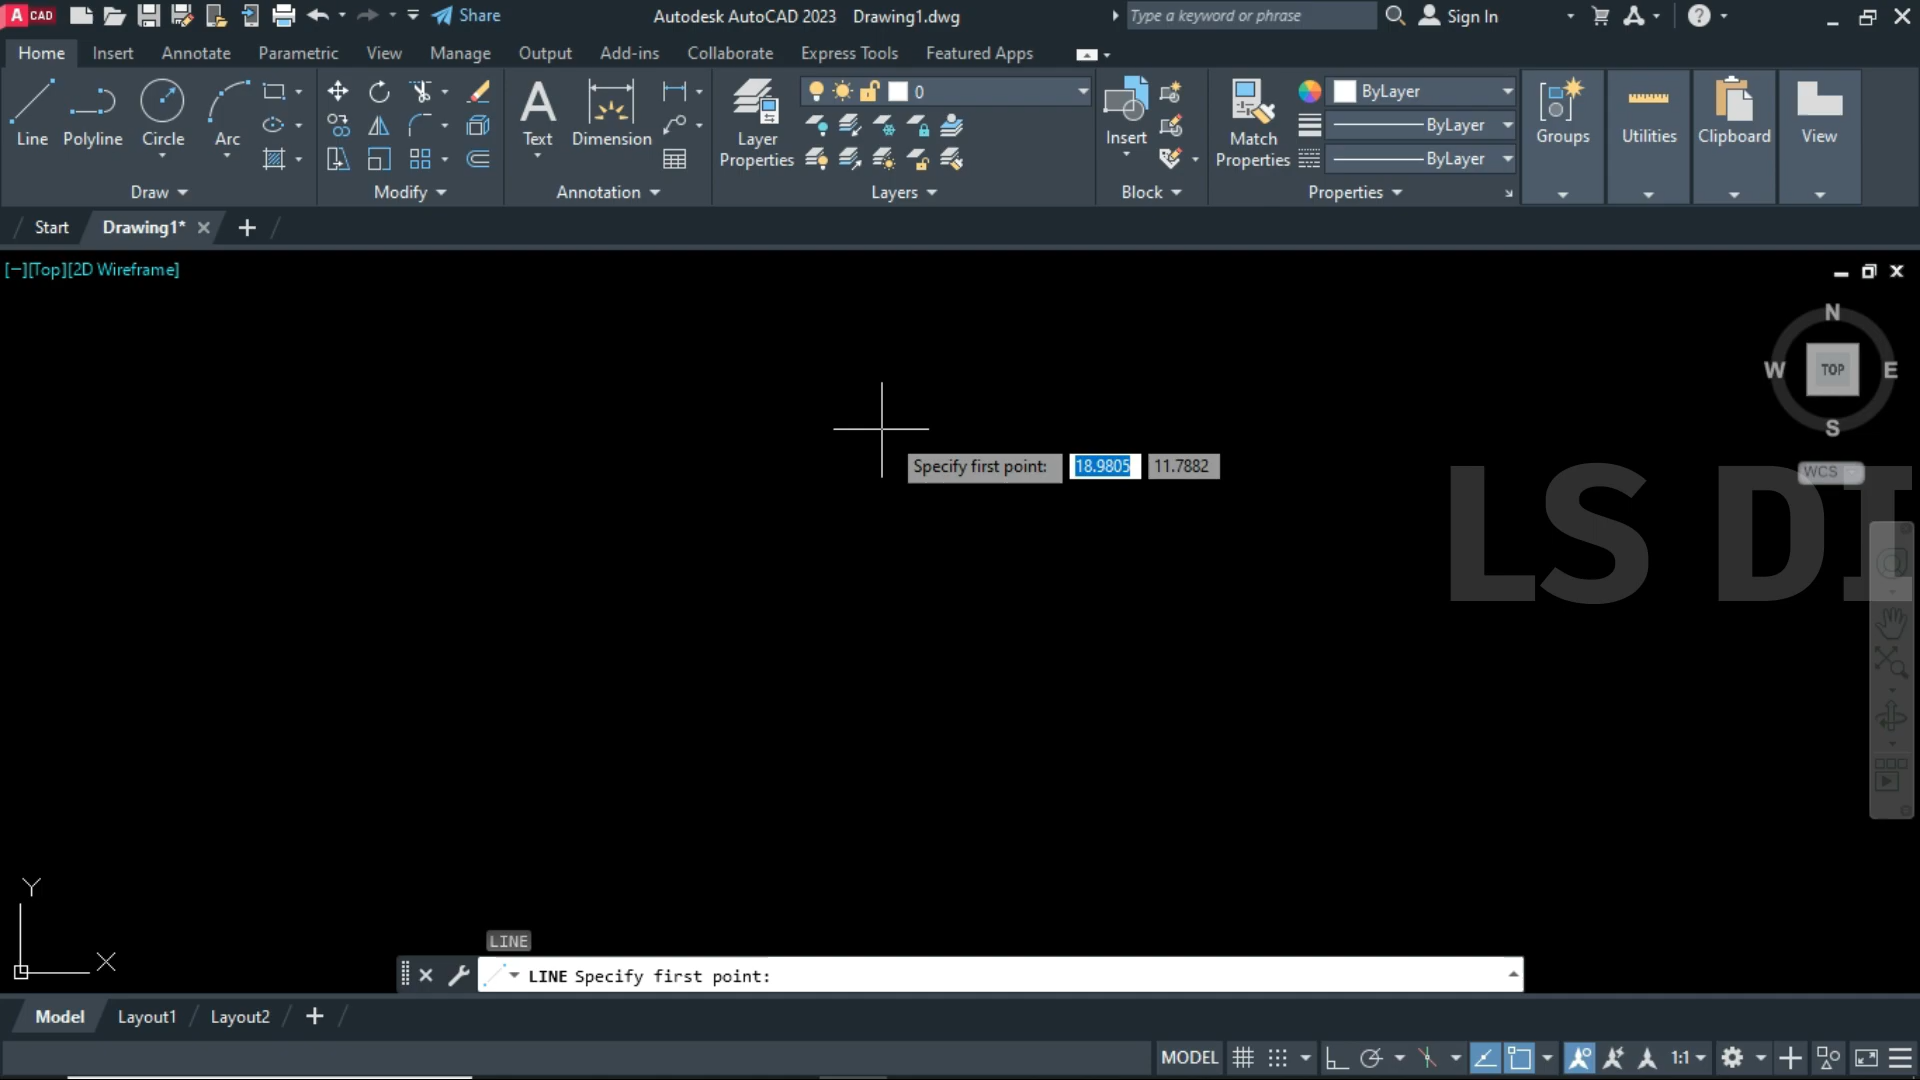 A CAD Share Autodesk AutoCAD 2023 Drawing1.dwg Type a keyword or phrase Sign In
Home Insert Annotate Parametric View Manage Output Add-ins Collaborate Express Tools Featured Apps
Line Polyline Circle Arc
Text Dimension
Layer Properties
0
Insert
Match Properties
ByLayer
ByLayer
ByLayer
Groups Utilities Clipboard View
Draw Modify Annotation Layers Block Properties
Start Drawing1*
[−][Top][2D Wireframe]
N
W TOP E
S
WCS
Specify first point: 18.9805 11.7882
LS DI
Y
X
LINE
LINE Specify first point:
Model Layout1 Layout2
MODEL 1:1